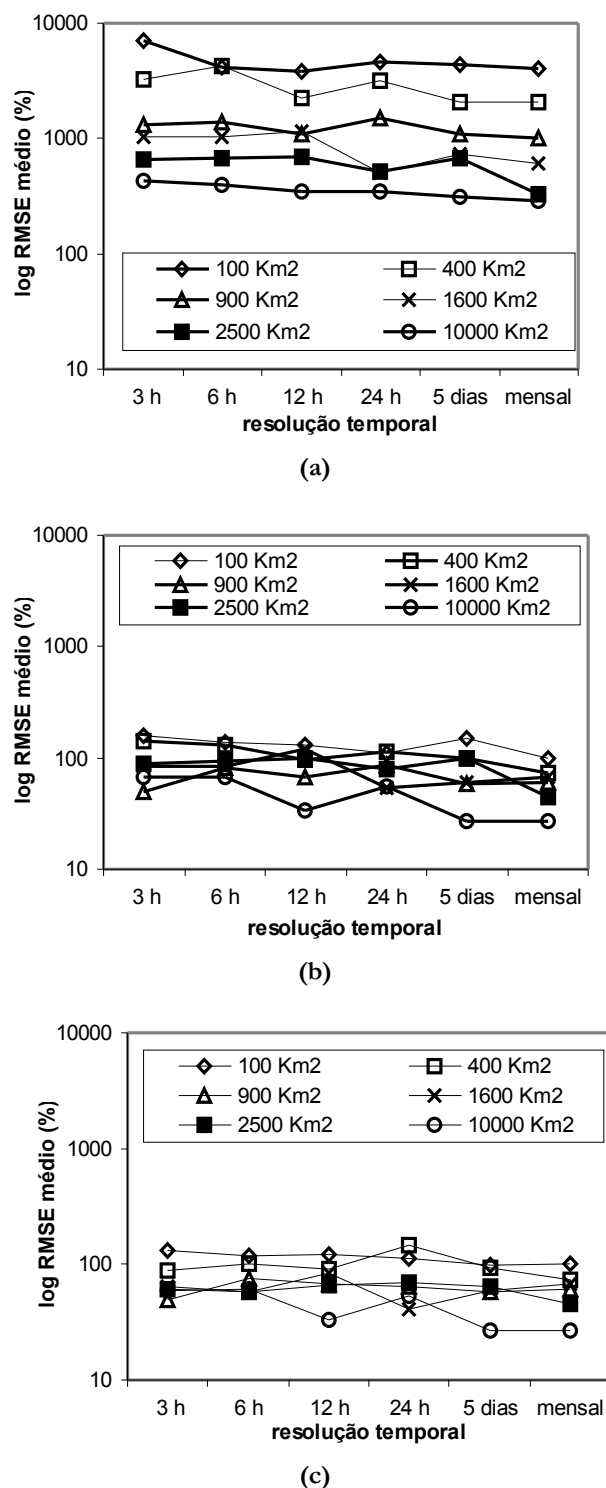 log RMSE médio (%)
10000
1000
100
10
100 Km2 400 Km2
900 Km2 1600 Km2
2500 Km2 10000 Km2
3 h 6 h 12 h 24 h 5 dias mensal
resolução temporal
(a)
log RMSE médio (%)
10000
1000
100
10
100 Km2 400 Km2
900 Km2 1600 Km2
2500 Km2 10000 Km2
3 h 6 h 12 h 24 h 5 dias mensal
resolução temporal
(b)
log RMSE médio (%)
10000
1000
100
10
100 Km2 400 Km2
900 Km2 1600 Km2
2500 Km2 10000 Km2
3 h 6 h 12 h 24 h 5 dias mensal
resolução temporal
(c)